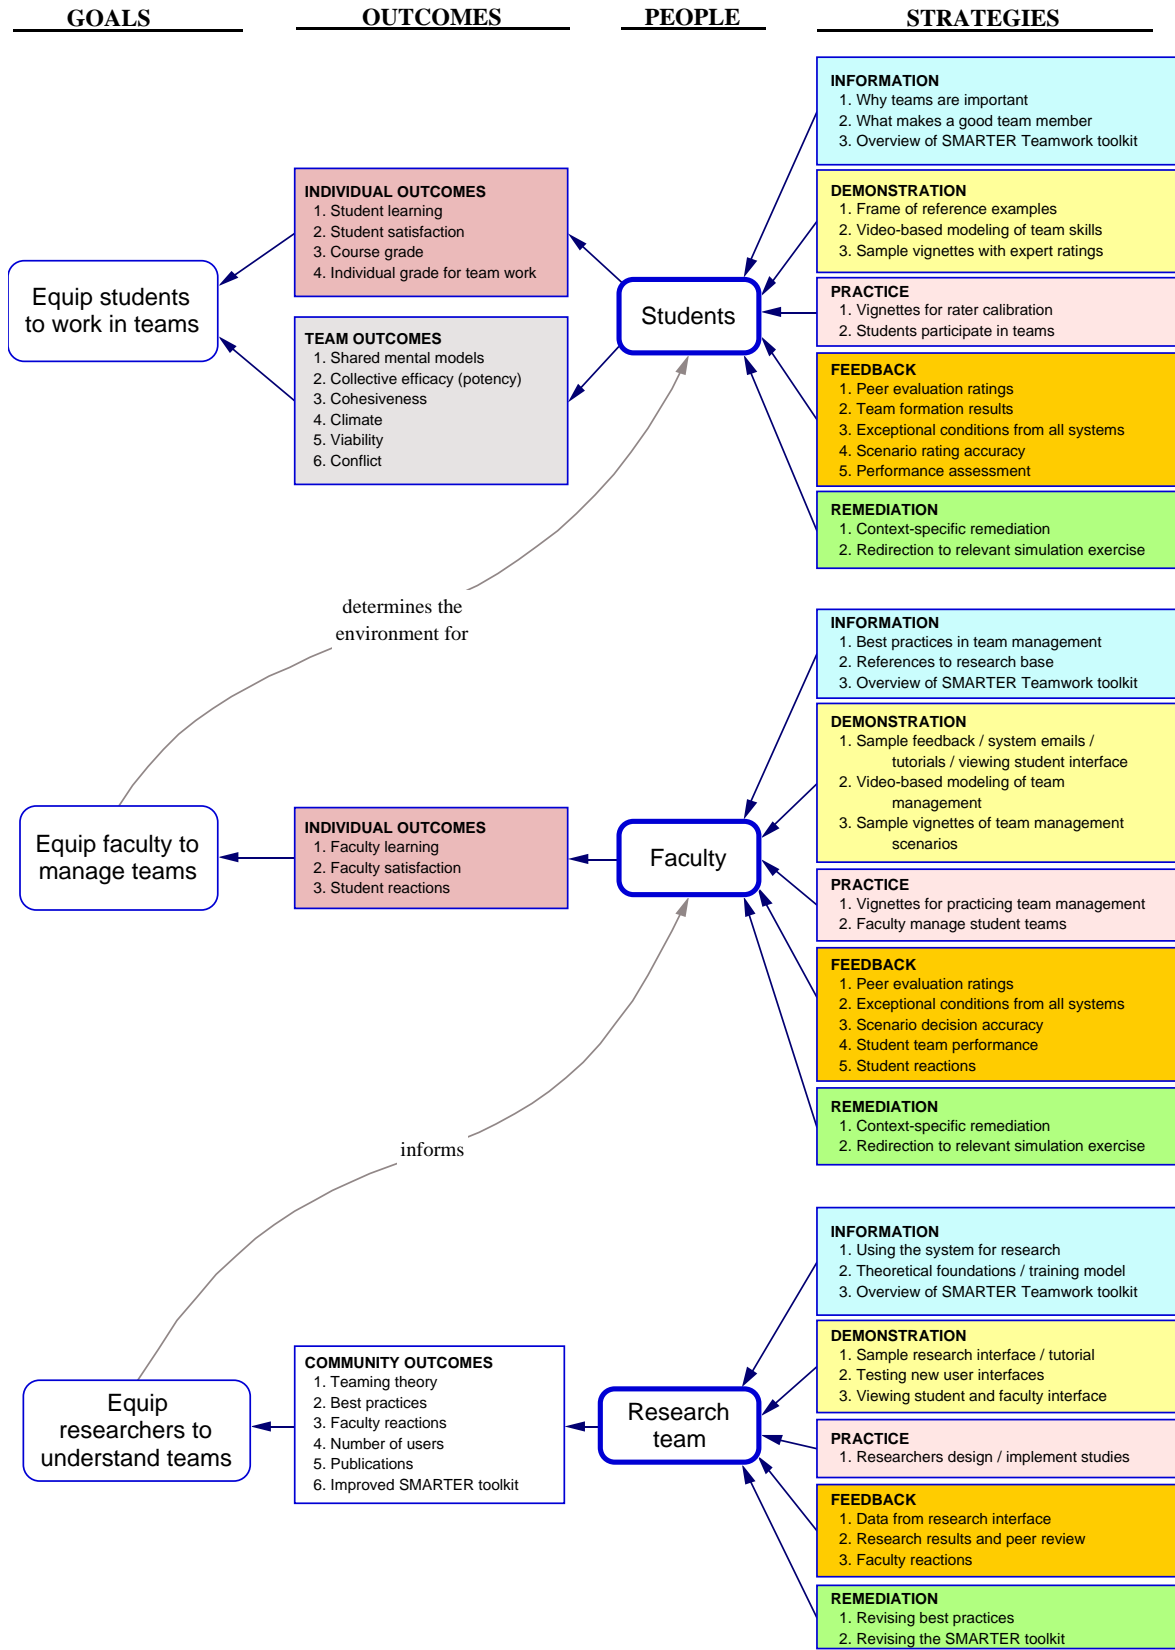 GOALS
OUTCOMES
PEOPLE
STRATEGIES
Equip students
to work in teams
INDIVIDUAL OUTCOMES
1. Student learning
2. Student satisfaction
3. Course grade
4. Individual grade for team work
TEAM OUTCOMES
1. Shared mental models
2. Collective efficacy (potency)
3. Cohesiveness
4. Climate
5. Viability
6. Conflict
Students
INFORMATION
1. Why teams are important
2. What makes a good team member
3. Overview of SMARTER Teamwork toolkit
DEMONSTRATION
1. Frame of reference examples
2. Video-based modeling of team skills
3. Sample vignettes with expert ratings
PRACTICE
1. Vignettes for rater calibration
2. Students participate in teams
FEEDBACK
1. Peer evaluation ratings
2. Team formation results
3. Exceptional conditions from all systems
4. Scenario rating accuracy
5. Performance assessment
REMEDIATION
1. Context-specific remediation
2. Redirection to relevant simulation exercise
determines the
environment for
Equip faculty to
manage teams
INDIVIDUAL OUTCOMES
1. Faculty learning
2. Faculty satisfaction
3. Student reactions
Faculty
INFORMATION
1. Best practices in team management
2. References to research base
3. Overview of SMARTER Teamwork toolkit
DEMONSTRATION
1. Sample feedback / system emails /
tutorials / viewing student interface
2. Video-based modeling of team
management
3. Sample vignettes of team management
scenarios
PRACTICE
1. Vignettes for practicing team management
2. Faculty manage student teams
FEEDBACK
1. Peer evaluation ratings
2. Exceptional conditions from all systems
3. Scenario decision accuracy
4. Student team performance
5. Student reactions
REMEDIATION
1. Context-specific remediation
2. Redirection to relevant simulation exercise
informs
Equip
researchers to
understand teams
COMMUNITY OUTCOMES
1. Teaming theory
2. Best practices
3. Faculty reactions
4. Number of users
5. Publications
6. Improved SMARTER toolkit
Research
team
INFORMATION
1. Using the system for research
2. Theoretical foundations / training model
3. Overview of SMARTER Teamwork toolkit
DEMONSTRATION
1. Sample research interface / tutorial
2. Testing new user interfaces
3. Viewing student and faculty interface
PRACTICE
1. Researchers design / implement studies
FEEDBACK
1. Data from research interface
2. Research results and peer review
3. Faculty reactions
REMEDIATION
1. Revising best practices
2. Revising the SMARTER toolkit